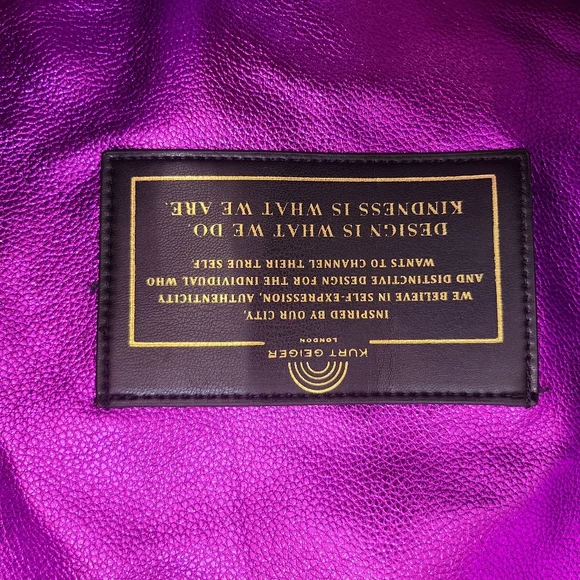 KURT GEIGER
LONDON
INSPIRED BY OUR CITY,
WE BELIEVE IN SELF-EXPRESSION, AUTHENTICITY
AND DISTINCTIVE DESIGN FOR THE INDIVIDUAL WHO
WANTS TO CHANNEL THEIR TRUE SELF.
DESIGN IS WHAT WE DO.
KINDNESS IS WHAT WE ARE.